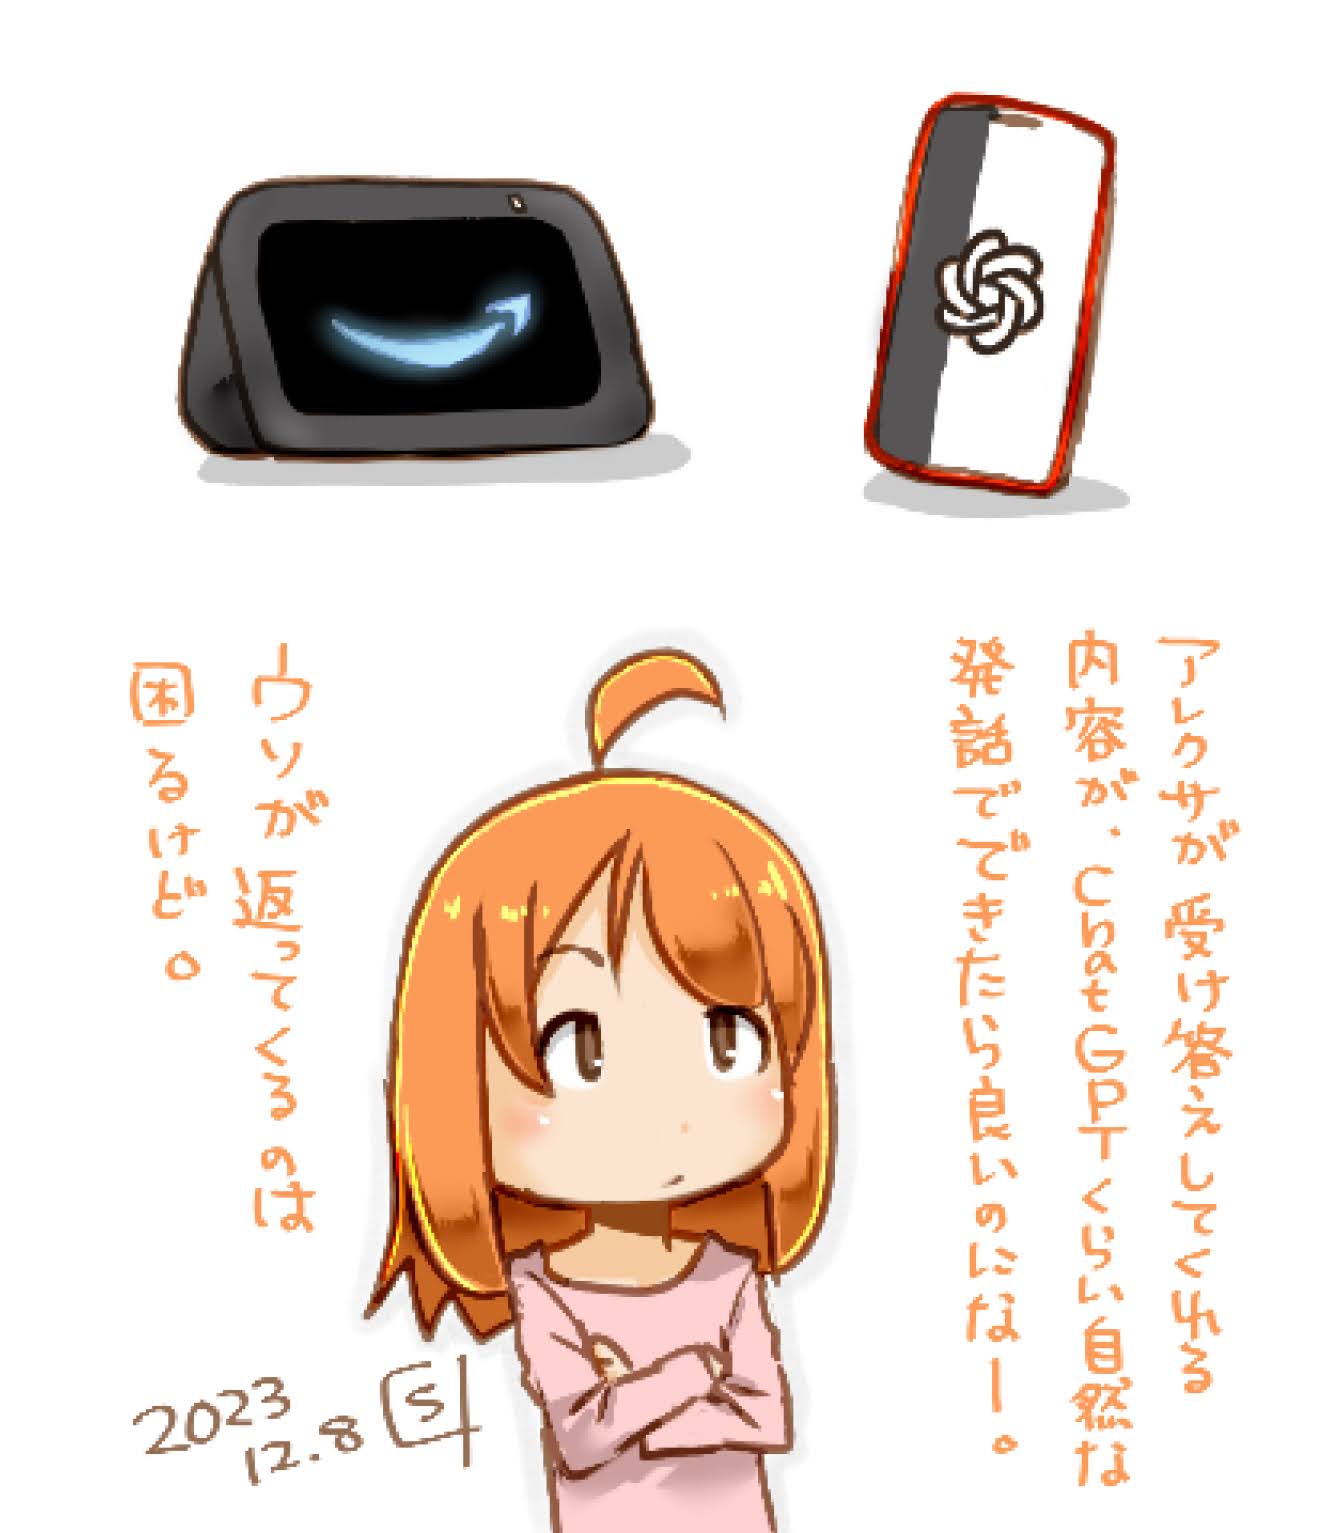 アレクサが受け答えしてくれる
内容が、ChatGPTくらい自然な
発話でできたら良いのになー。
ウソが返ってくるのは
困るけど。
2023
12.8
S